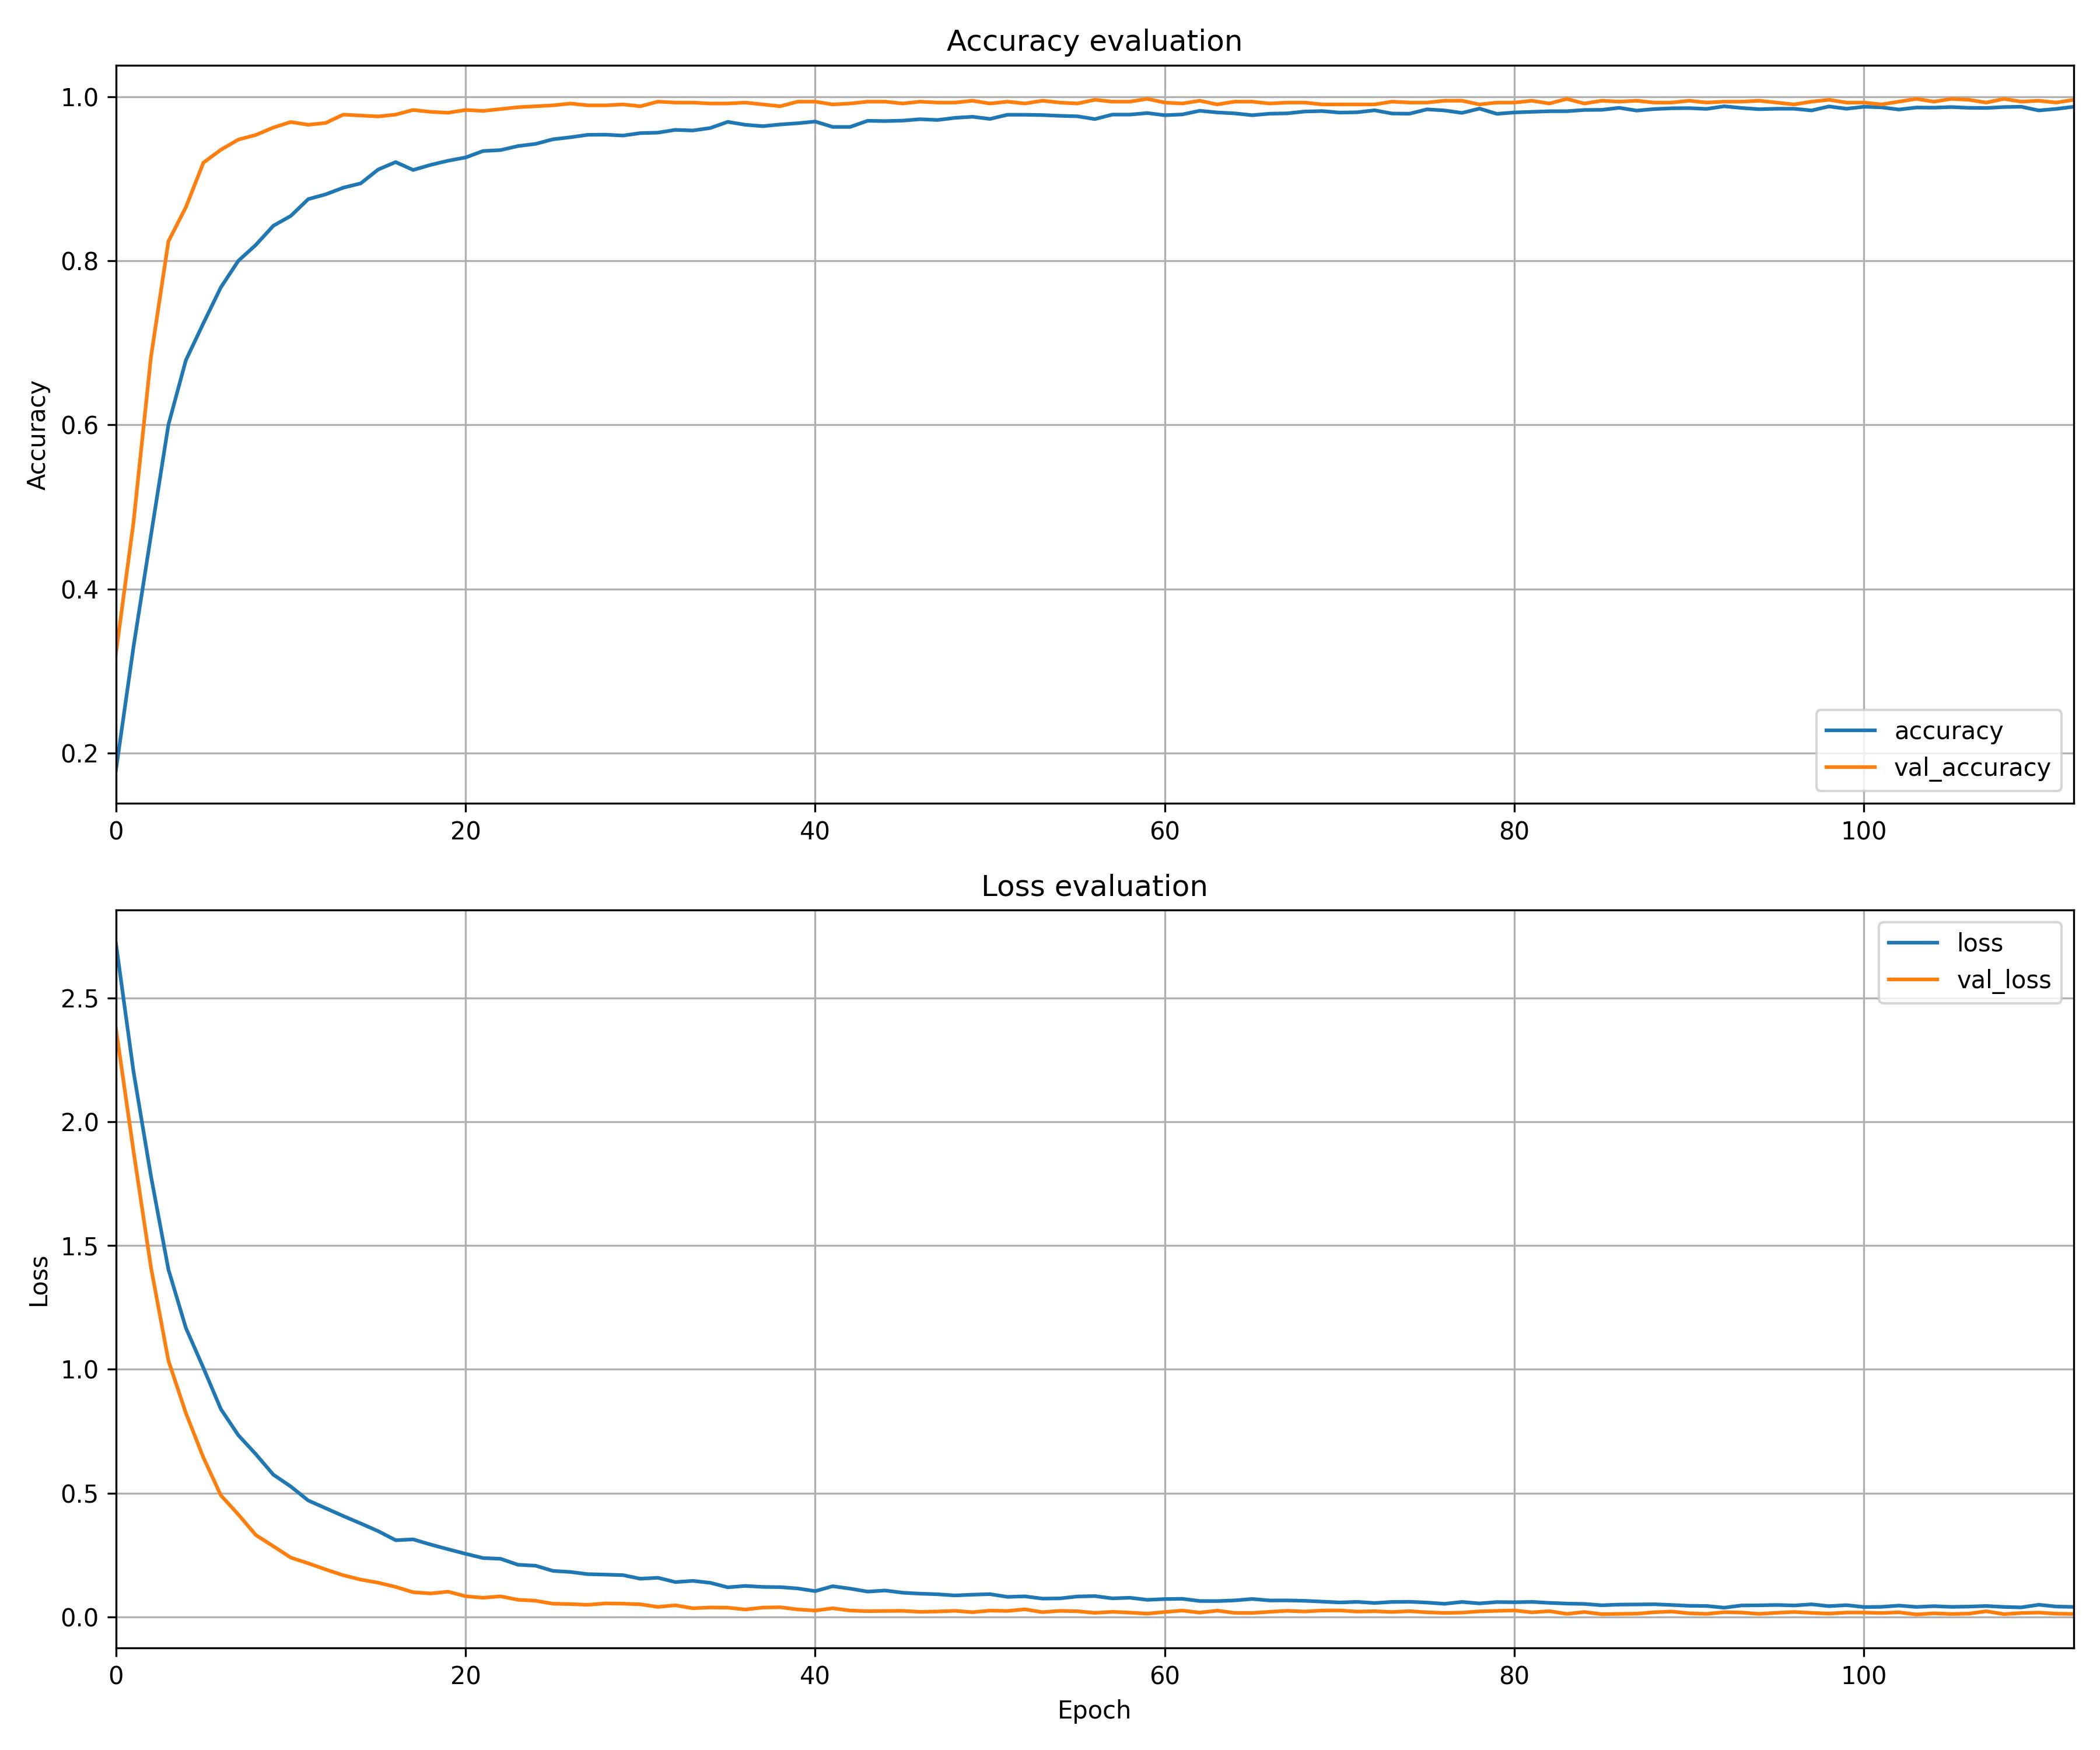 Accuracy evaluation
1.0
0.8
0.6
0.4
0.2
Accuracy
accuracy
val_accuracy
0 20 40 60 80 100
Loss evaluation
2.5
2.0
1.5
1.0
0.5
0.0
Loss
loss
val_loss
0 20 40 60 80 100
Epoch